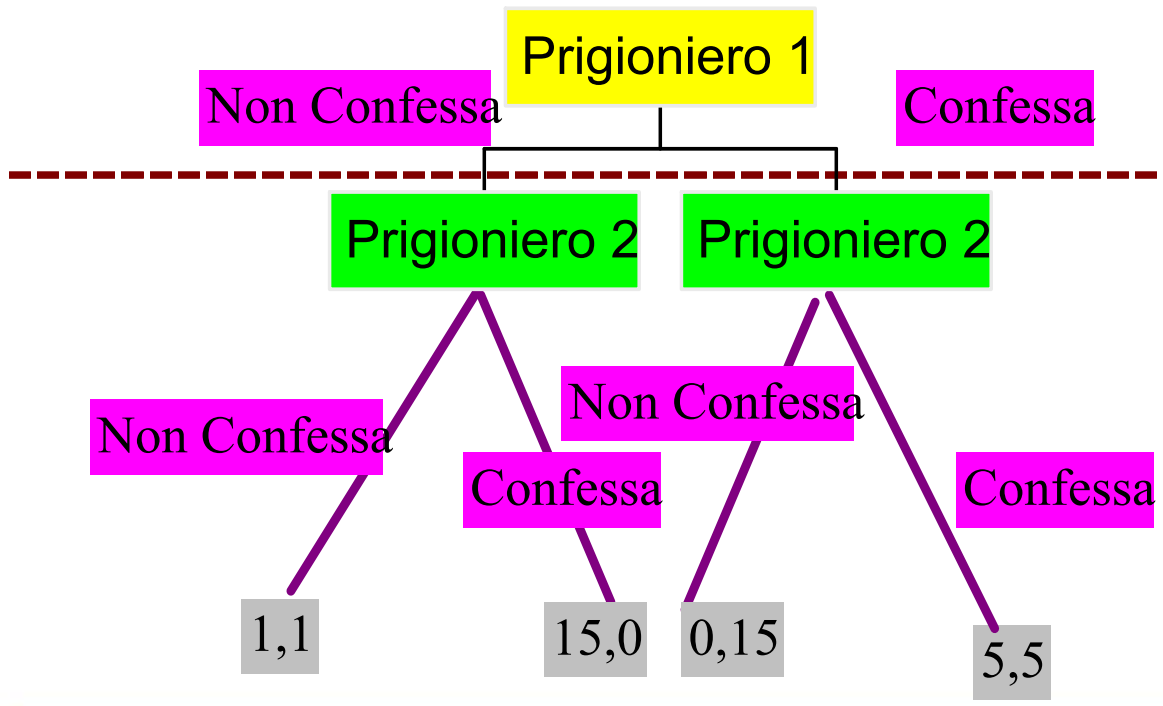 Prigioniero 1
Non Confessa
Confessa
Prigioniero 2
Prigioniero 2
Non Confessa
Confessa
Non Confessa
Confessa
1,1
15,0
0,15
5,5